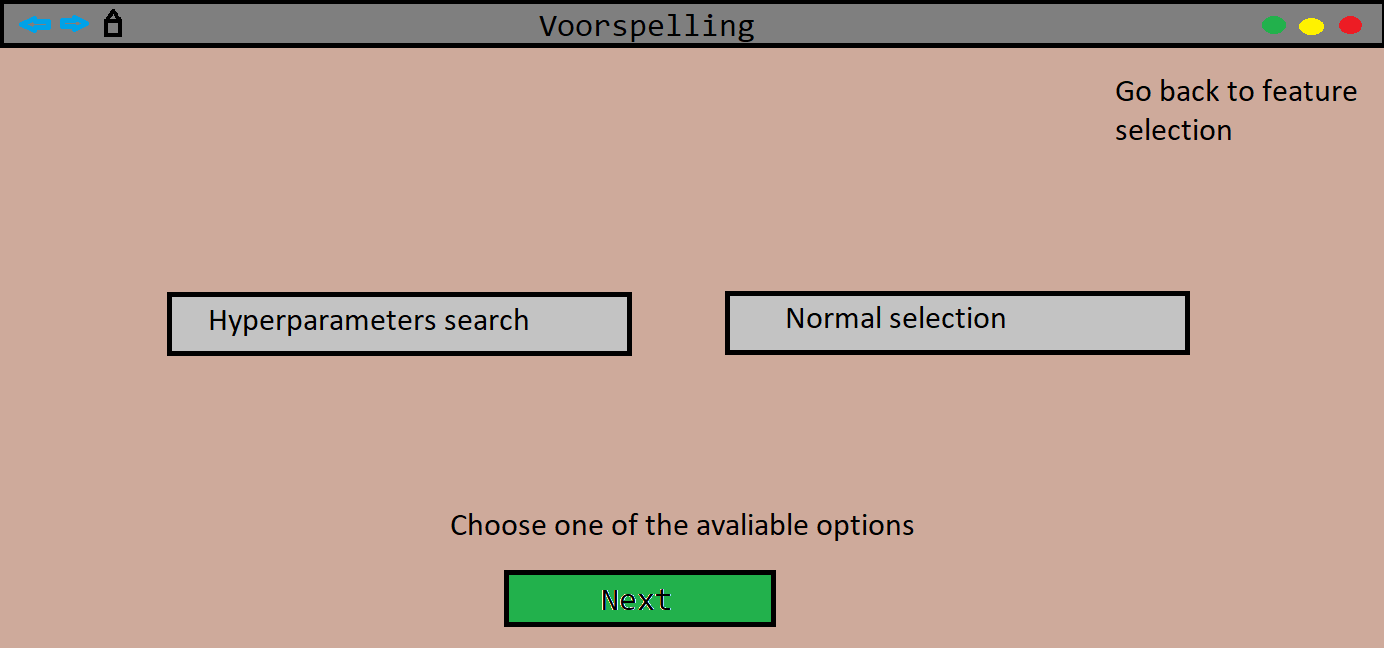 Voorspelling
Go back to feature
selection
Hyperparameters search
Normal selection
Choose one of the avaliable options
Next